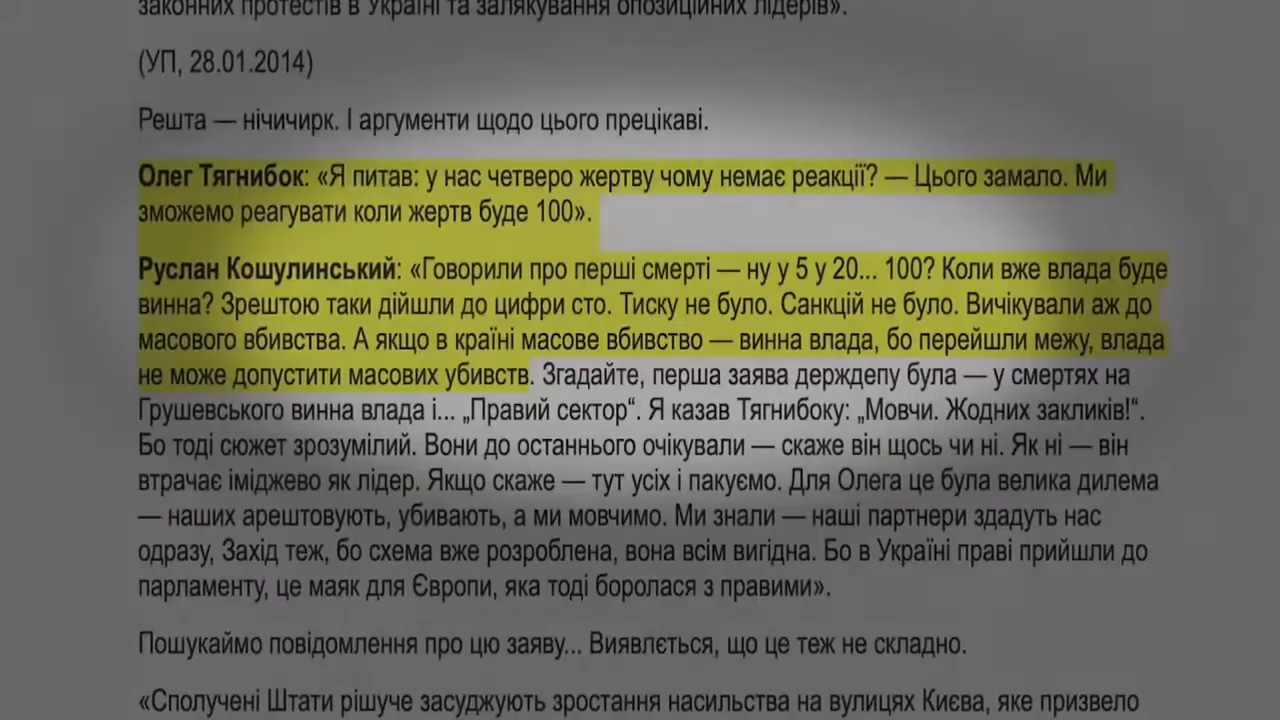 законних протестів в Україні та залякування опозиційних лідерів».
(УП, 28.01.2014)
Решта — нічичирк. І аргументи щодо цього прецікаві.
Олег Тягнибок: «Я питав: у нас четверо жертву чому немає реакції? — Цього замало. Ми
зможемо реагувати коли жертв буде 100».
Руслан Кошулинський: «Говорили про перші смерті — ну у 5 у 20... 100? Коли вже влада буде
винна? Зрештою таки дійшли до цифри сто. Тиску не було. Санкцій не було. Вичікували аж до
масового вбивства. А якщо в країні масове вбивство — винна влада, бо перейшли межу, влада
не може допустити масових убивств. Згадайте, перша заява держдепу була — у смертях на
Грушевського винна влада і... „Правий сектор“. Я казав Тягнибоку: „Мовчи. Жодних закликів!“.
Бо тоді сюжет зрозумілий. Вони до останнього очікували — скаже він щось чи ні. Як ні — він
втрачає іміджево як лідер. Якщо скаже — тут усіх і пакуємо. Для Олега це була велика дилема
— наших арештовують, убивають, а ми мовчимо. Ми знали — наші партнери здадуть нас
одразу, Захід теж, бо схема вже розроблена, вона всім вигідна. Бо в Україні праві прийшли до
парламенту, це маяк для Європи, яка тоді боролася з правими».
Пошукаймо повідомлення про цю заяву... Виявлється, що це теж не складно.
«Сполучені Штати рішуче засуджують зростання насильства на вулицях Києва, яке призвело